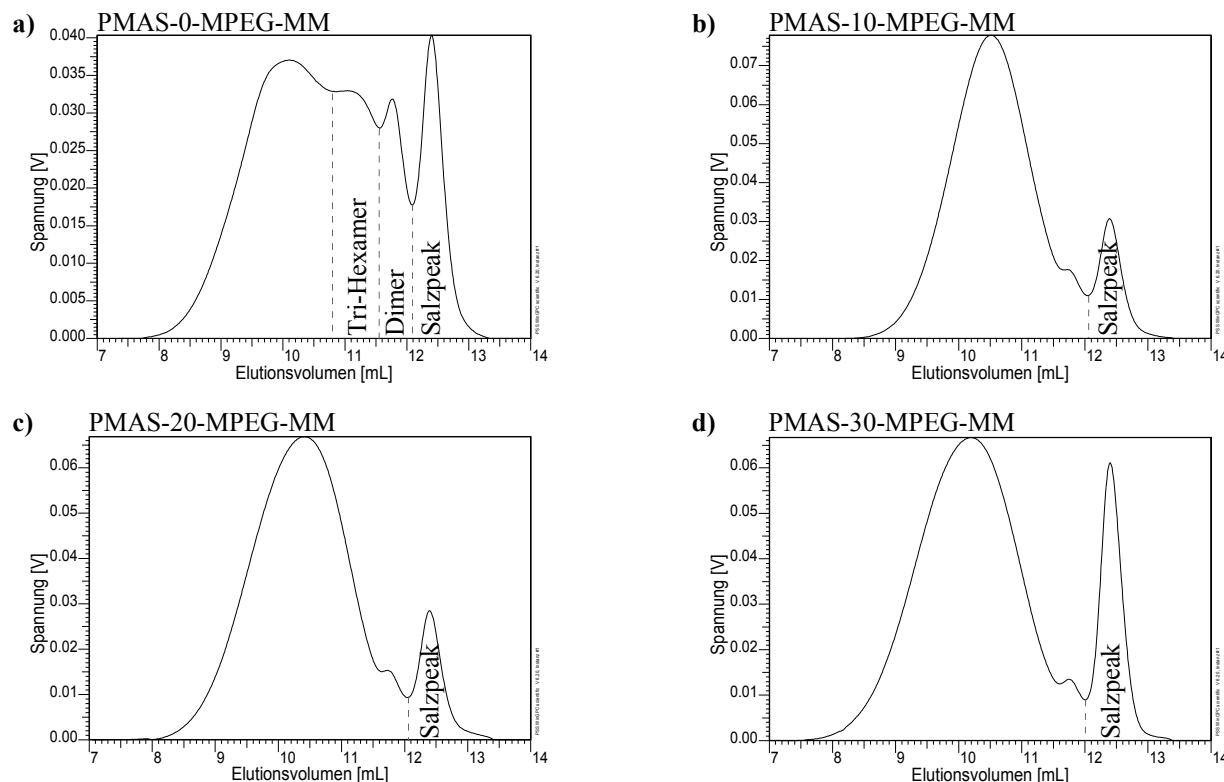 a) PMAS-0-MPEG-MM
0.040
0.035
0.030
0.025
0.020
0.015
0.010
0.005
0.000
Spannung [V]
Tri-Hexamer
Dimer
Salzpeak
7 8 9 10 11 12 13 14
Elutionsvolumen [mL]
b) PMAS-10-MPEG-MM
0.07
0.06
0.05
0.04
0.03
0.02
0.01
0.00
Spannung [V]
Salzpeak
7 8 9 10 11 12 13 14
Elutionsvolumen [mL]
c) PMAS-20-MPEG-MM
0.06
0.05
0.04
0.03
0.02
0.01
0.00
Spannung [V]
Salzpeak
7 8 9 10 11 12 13 14
Elutionsvolumen [mL]
d) PMAS-30-MPEG-MM
0.06
0.05
0.04
0.03
0.02
0.01
0.00
Spannung [V]
Salzpeak
7 8 9 10 11 12 13 14
Elutionsvolumen [mL]